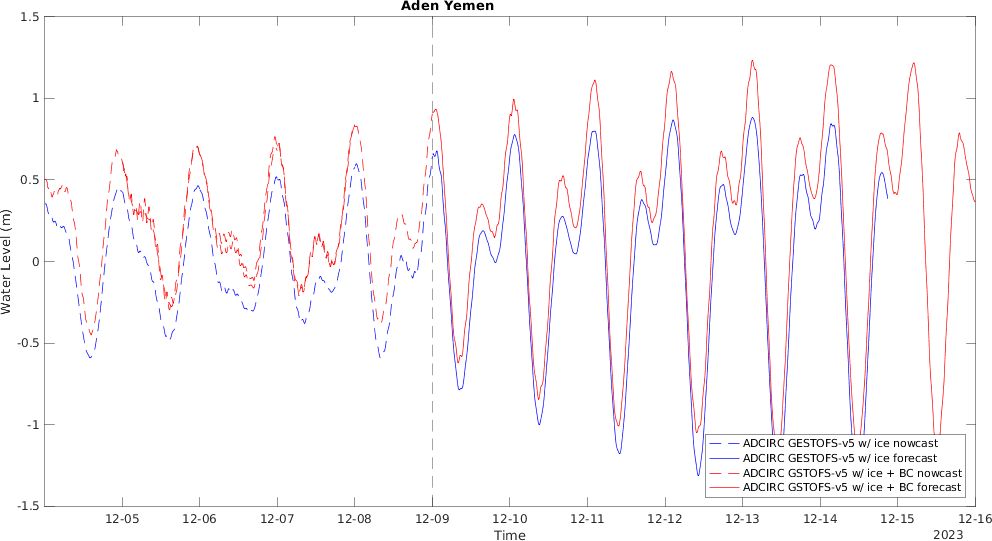 Aden Yemen
1.5
1
0.5
0
-0.5
-1
-1.5
Water Level (m)
12-05 12-06 12-07 12-08 12-09 12-10 12-11 12-12 12-13 12-14 12-15 12-16
Time
2023
ADCIRC GESTOFS-v5 w/ ice nowcast
ADCIRC GESTOFS-v5 w/ ice forecast
ADCIRC GSTOFS-v5 w/ ice + BC nowcast
ADCIRC GSTOFS-v5 w/ ice + BC forecast